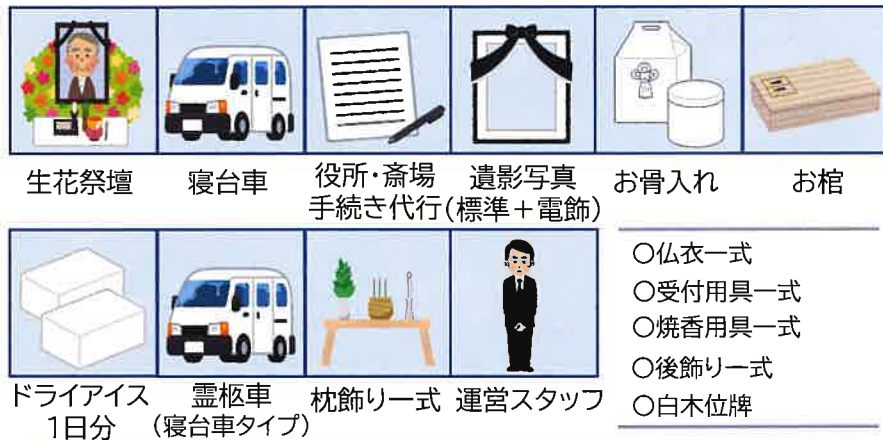 生花祭壇
寝台車
役所・斎場
手続き代行
遺影写真
(標準+電飾)
お骨入れ
お棺
ドライアイス
1日分
霊柩車
(寝台車タイプ)
枕飾り一式
運営スタッフ
○仏衣一式
○受付用具一式
○焼香用具一式
○後飾り一式
○白木位牌